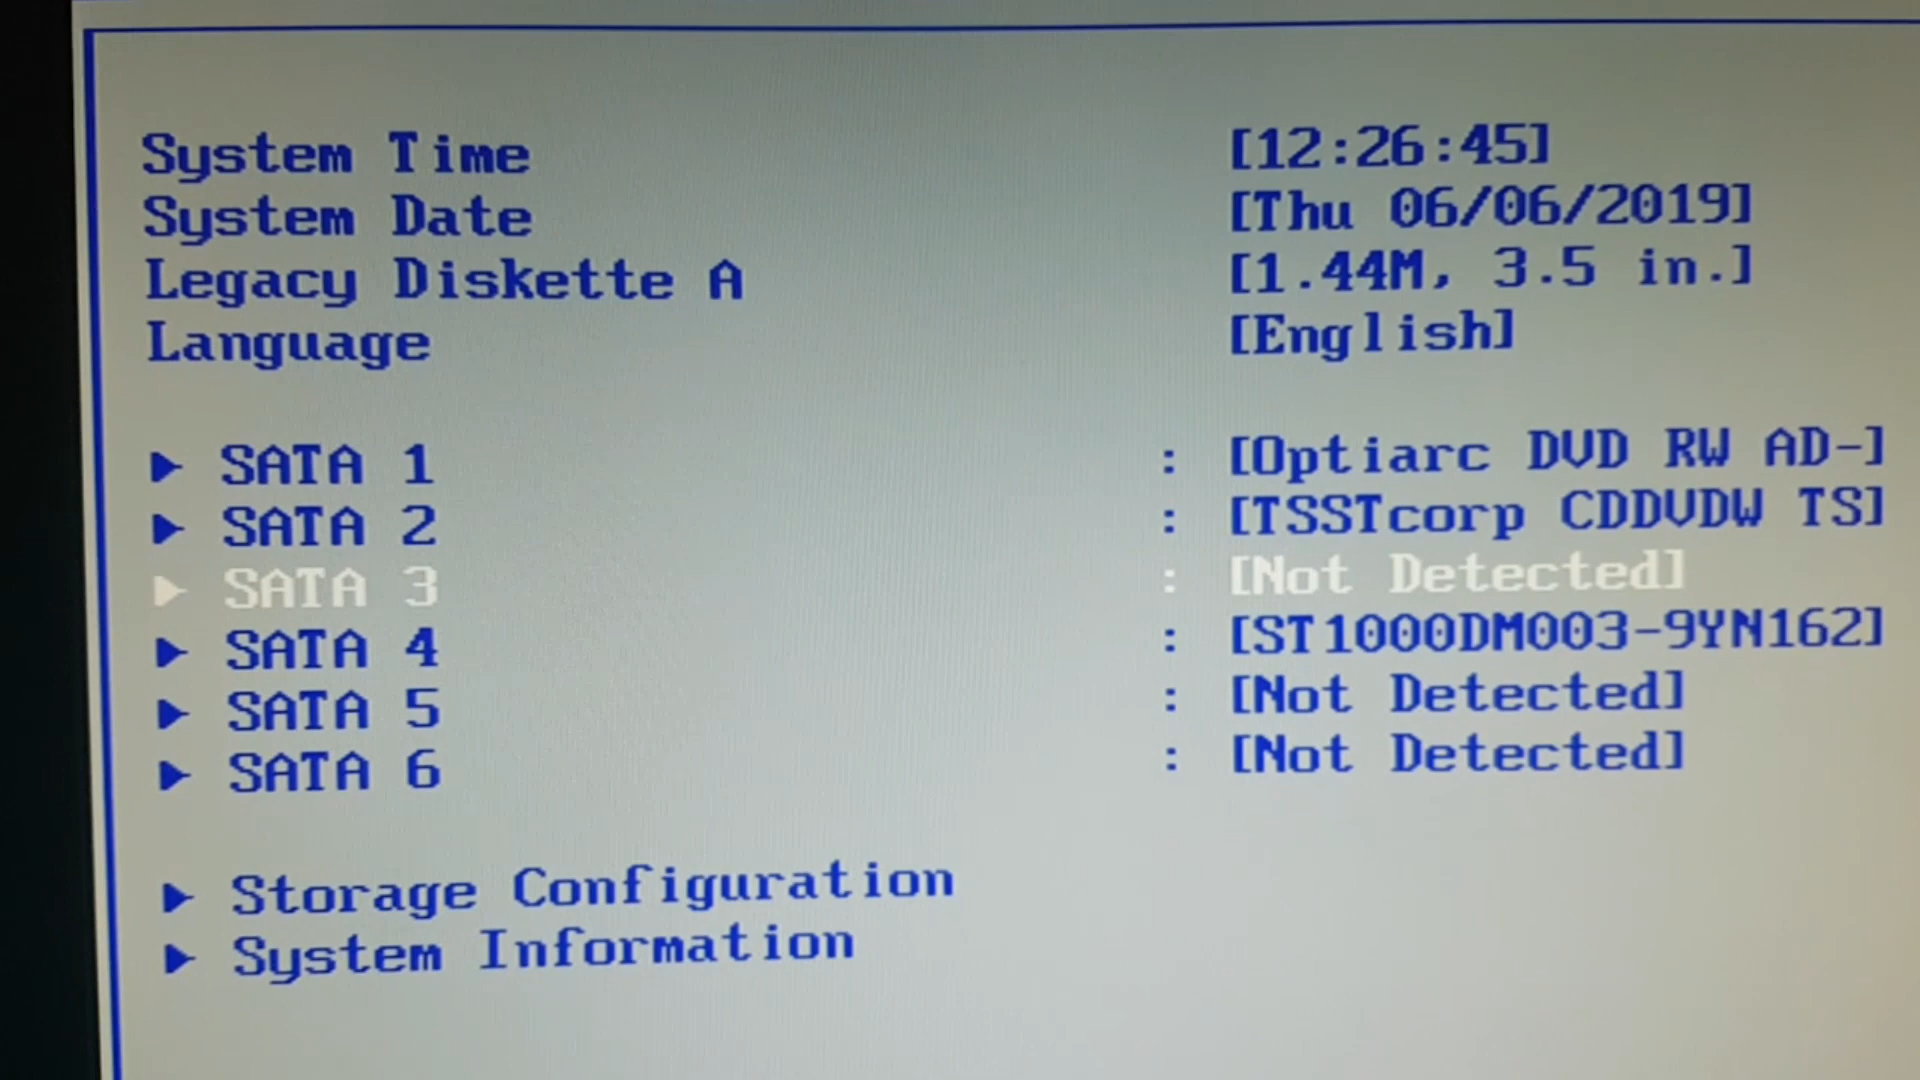 System Time [12:26:45]
System Date [Thu 06/06/2019]
Legacy Diskette A [1.44M, 3.5 in.]
Language [English]
► SATA 1 : [Optiarc DVD RW AD-]
► SATA 2 : [TSSTcorp CDDVDW TS]
► SATA 3 : [Not Detected]
► SATA 4 : [ST1000DM003-9YN162]
► SATA 5 : [Not Detected]
► SATA 6 : [Not Detected]
► Storage Configuration
► System Information